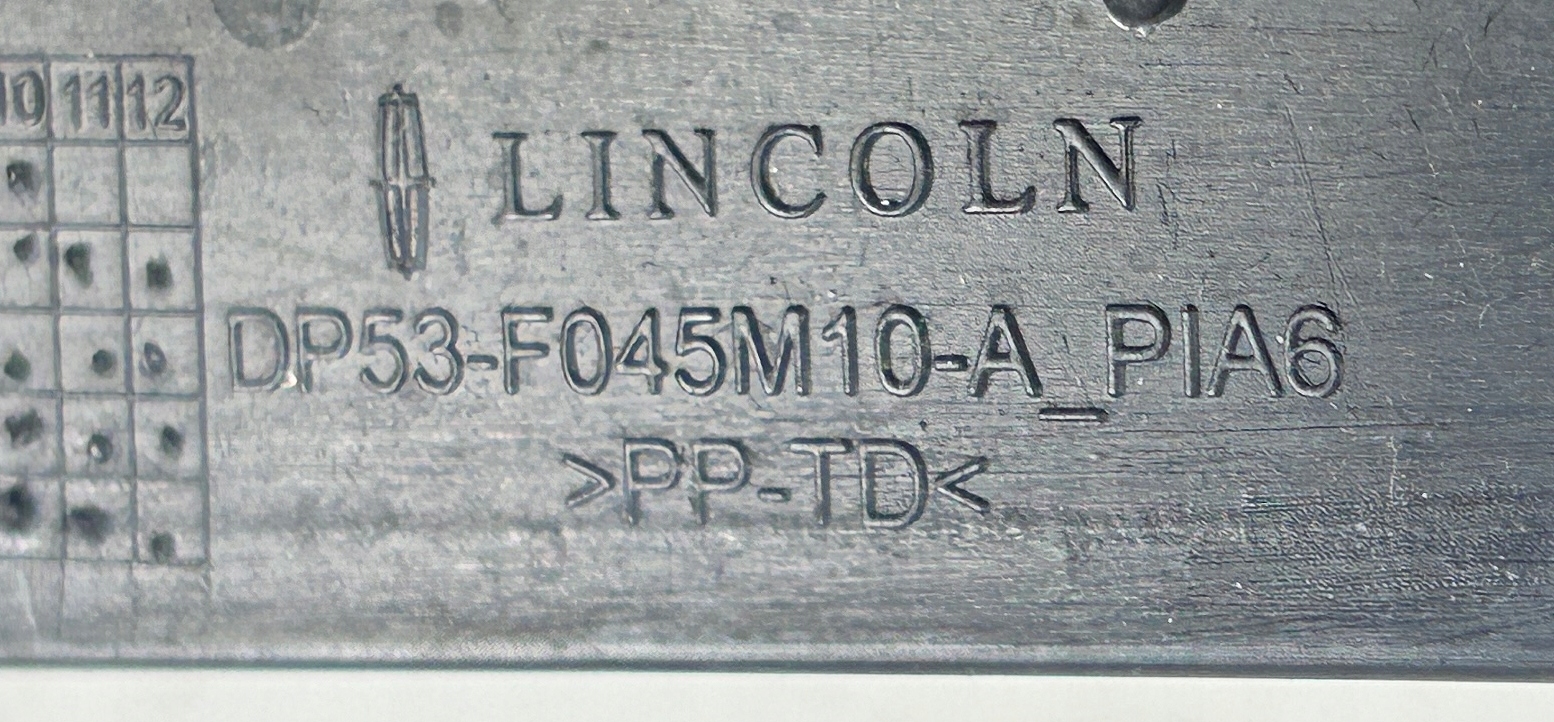 10 11 12
LINCOLN
DP53-F045M10-A_PIA6
>PP-TD<